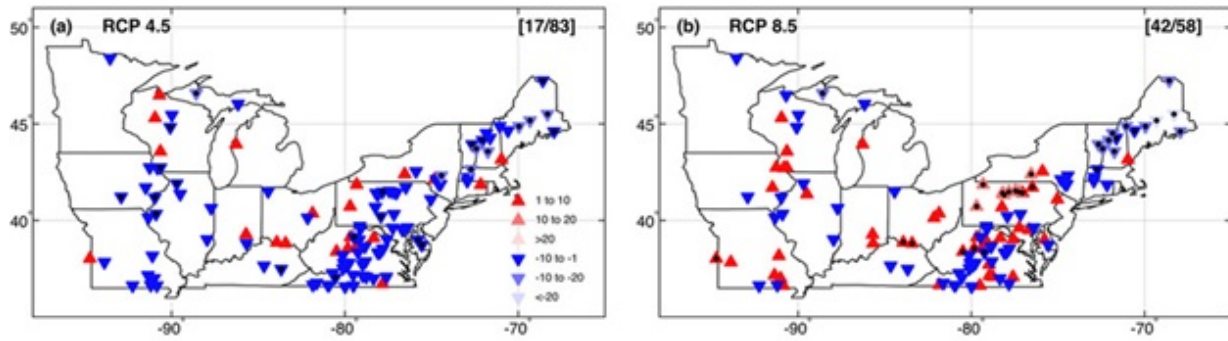 (a) RCP 4.5 [17/83]
50°
45°
40°
-90° -80° -70°
1 to 10
10 to 20
>20
-10 to -1
-10 to -20
<-20
(b) RCP 8.5 [42/58]
50°
45°
40°
-90° -80° -70°